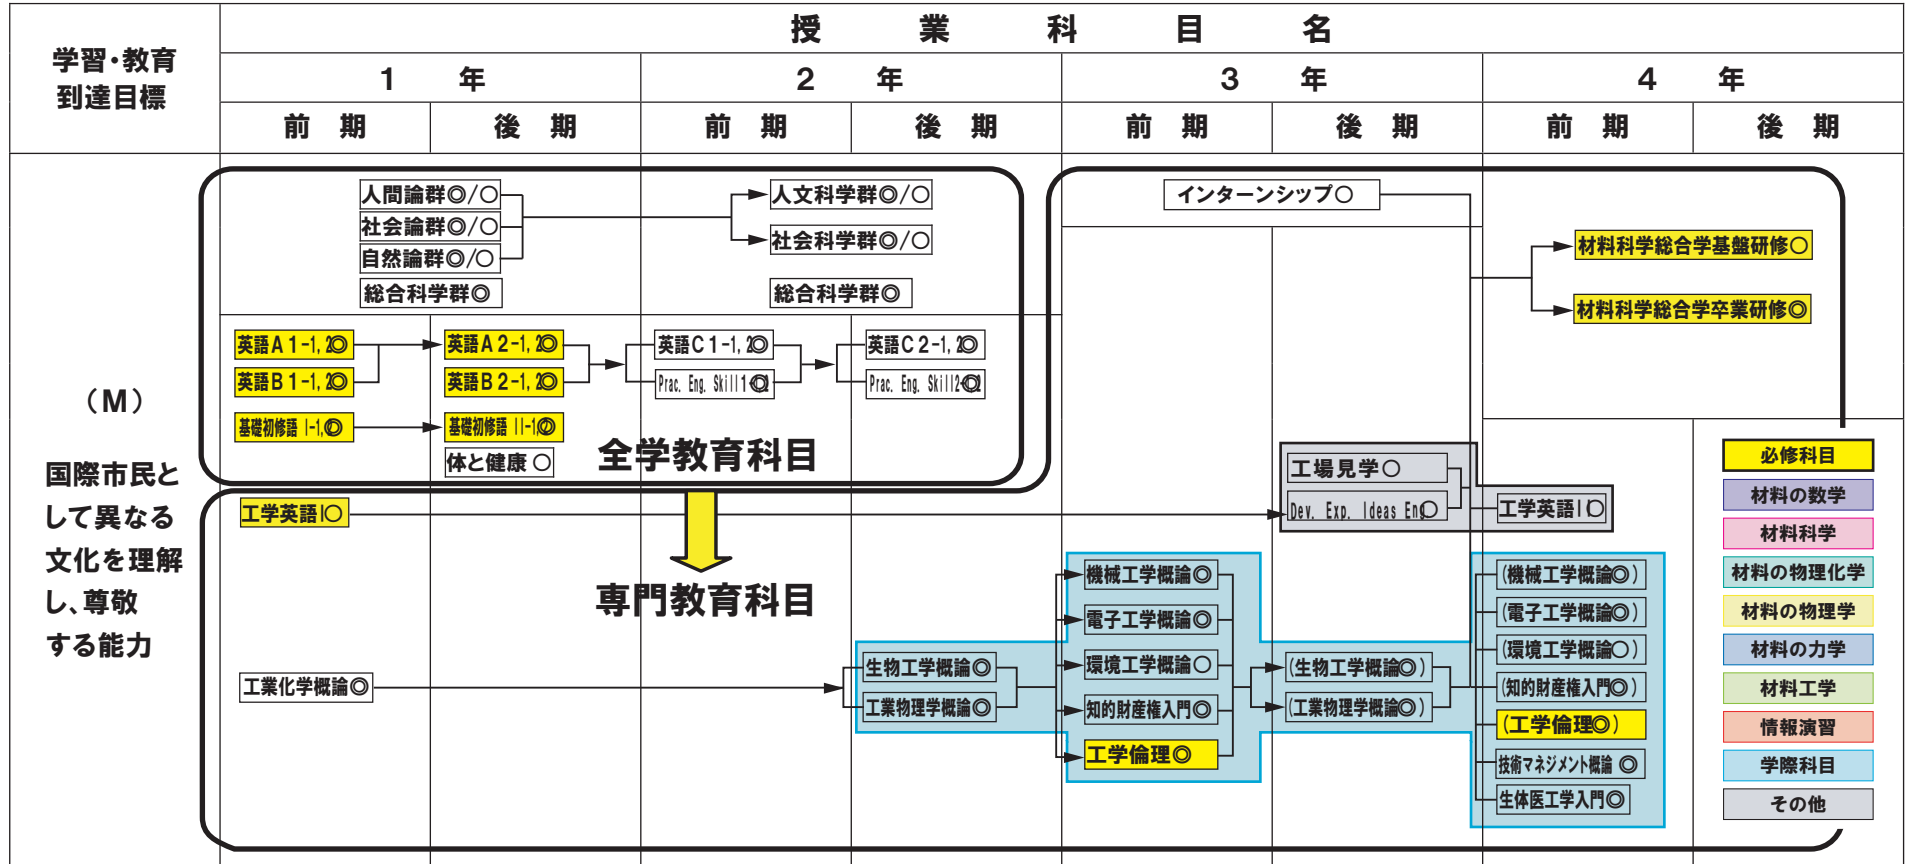 授業科目名
学習・教育
到達目標
1年
2年
3年
4年
前期
後期
前期
後期
前期
後期
前期
後期
人間論群◎/○
社会論群◎/○
自然論群◎/○
総合科学群◎
人文科学群◎/○
社会科学群◎/○
総合科学群◎
インターンシップ○
材料科学総合学基盤研修○
材料科学総合学卒業研修◎
英語A1-1,2◎
英語B1-1,2◎
基礎初修語 I-1,2◎
英語A2-1,2◎
英語B2-1,2◎
基礎初修語 II-1,2◎
体と健康 ○
英語C1-1,2◎
Prac. Eng. Skill1-◎
英語C2-1,2◎
Prac. Eng. Skill2-◎
全学教育科目
専門教育科目
(M)
国際市民と
して異なる
文化を理解
し、尊敬
する能力
工学英語I○
工場見学○
Dev. Exp. Ideas Eng○
工学英語II○
工業化学概論◎
生物工学概論◎
工業物理学概論◎
機械工学概論◎
電子工学概論◎
環境工学概論○
知的財産権入門◎
工学倫理◎
(生物工学概論◎)
(工業物理学概論◎)
(機械工学概論◎)
(電子工学概論◎)
(環境工学概論○)
(知的財産権入門◎)
(工学倫理◎)
技術マネジメント概論 ◎
生体医工学入門◎
必修科目
材料の数学
材料科学
材料の物理化学
材料の物理学
材料の力学
材料工学
情報演習
学際科目
その他